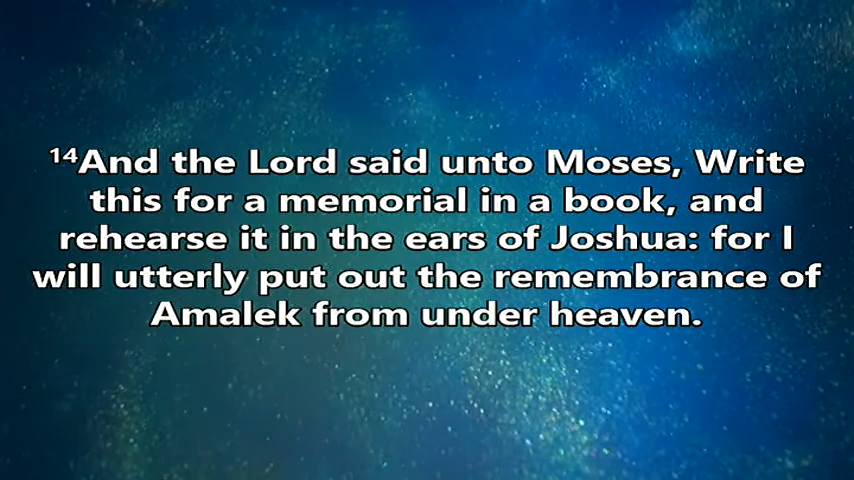 ¹⁴And the Lord said unto Moses, Write
this for a memorial in a book, and
rehearse it in the ears of Joshua: for I
will utterly put out the remembrance of
Amalek from under heaven.